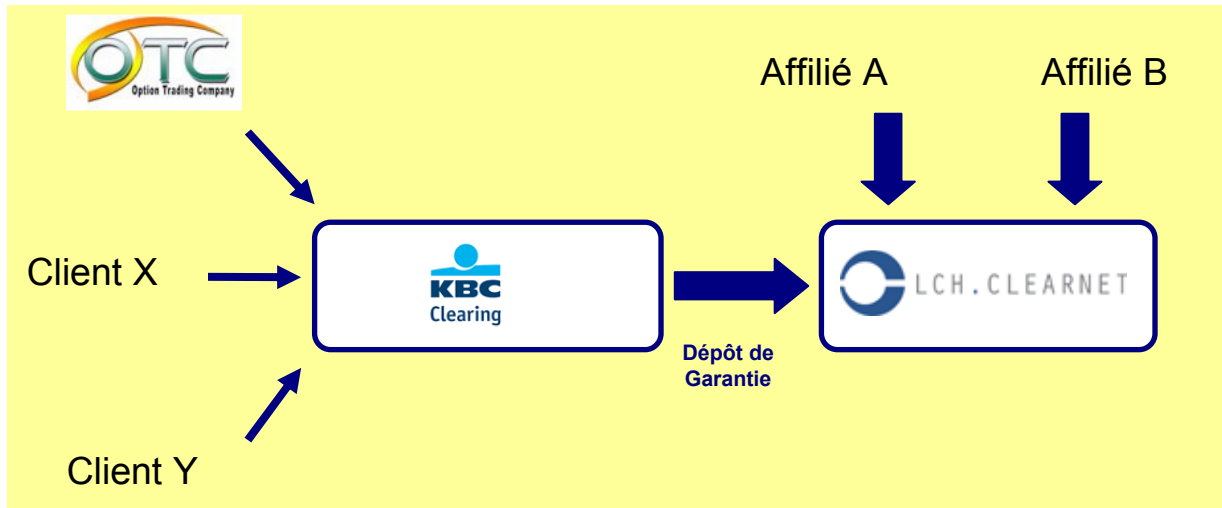 OTC
Option Trading Company
Affilié A
Affilié B
Client X
KBC
Clearing
LCH.CLEARNET
Dépôt de
Garantie
Client Y